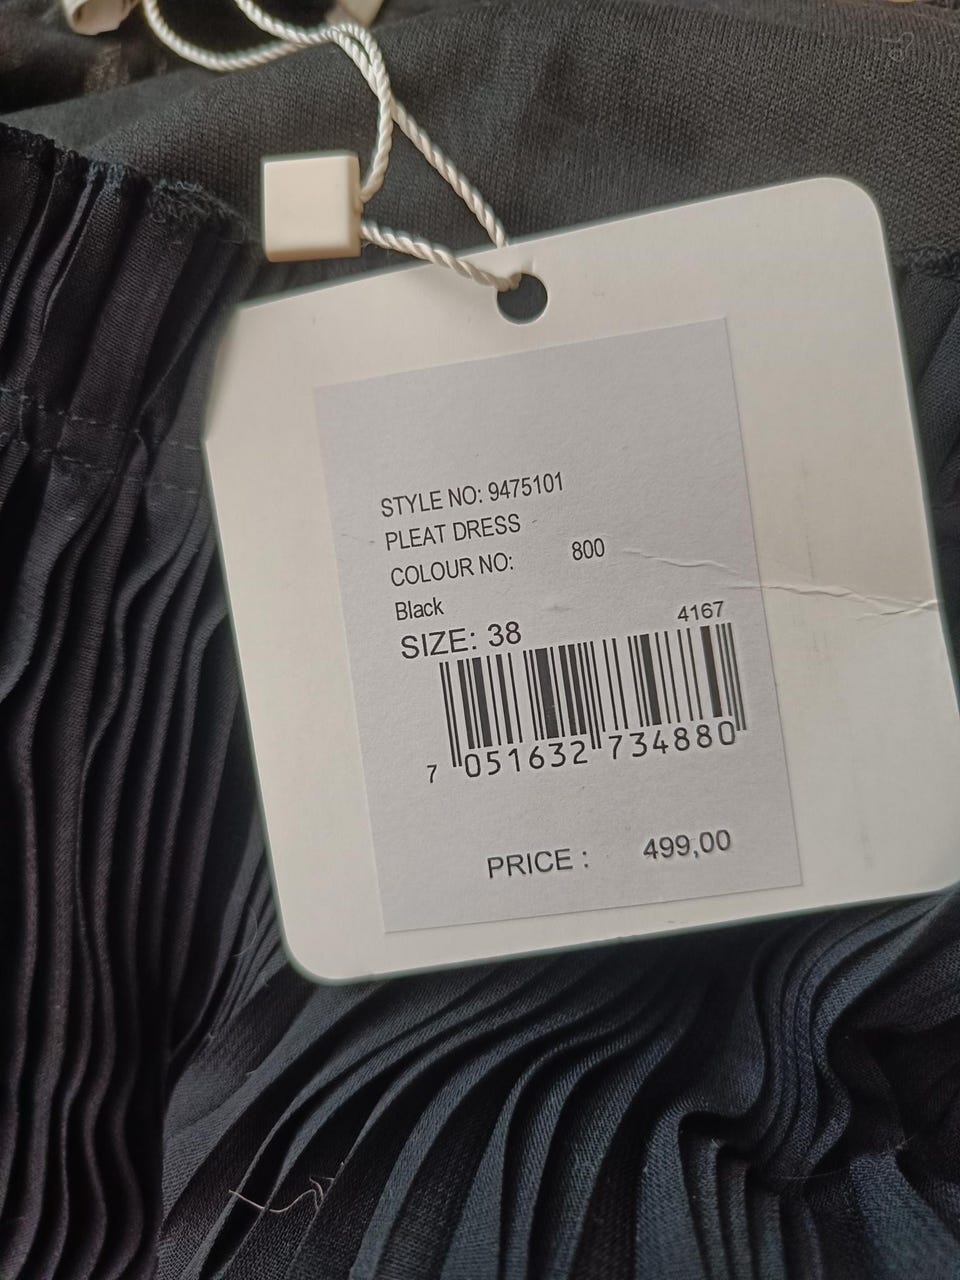 STYLE NO: 9475101
PLEAT DRESS
COLOUR NO: 800
Black
SIZE: 38 4167
7 051632 734880
PRICE : 499,00